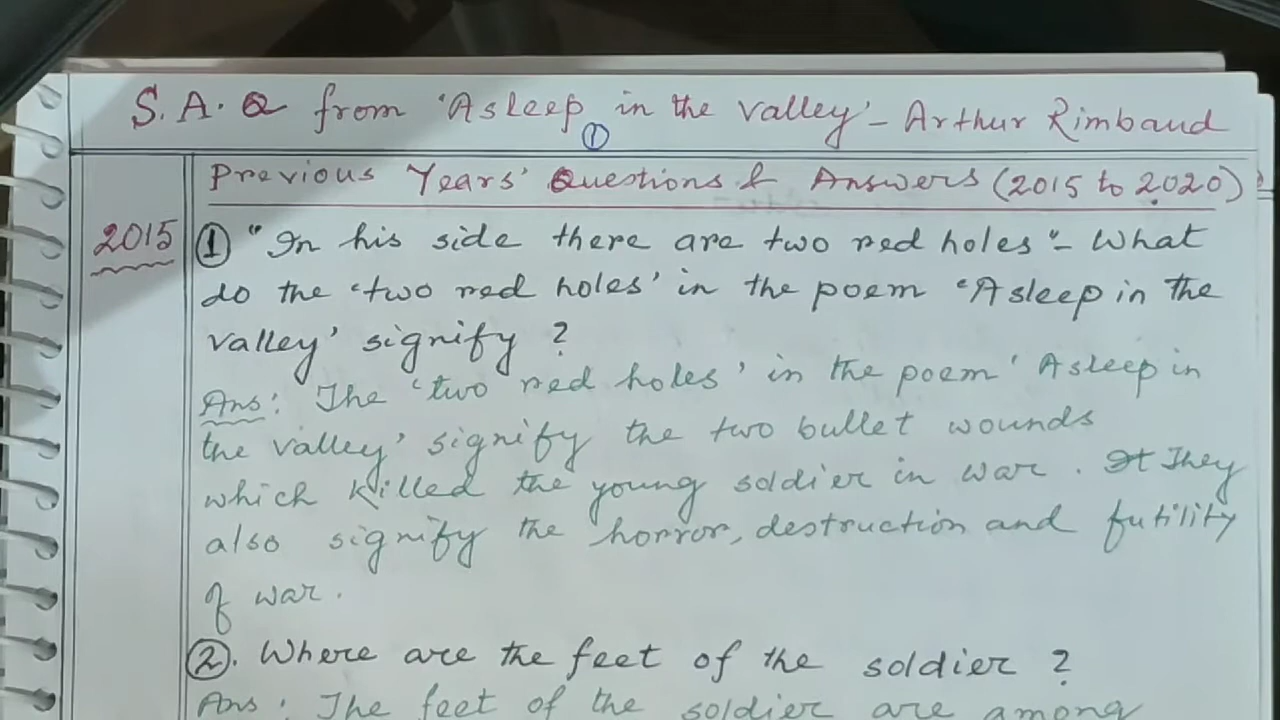 S.A.Q from 'Asleep in the Valley' - Arthur Rimbaud
①
Previous Years' Questions & Answers (2015 to 2020)
2015 ① "In his side there are two red holes" - What
do the 'two red holes' in the poem 'Asleep in the
valley' signify ?
Ans: The 'two red holes' in the poem 'Asleep in
the valley' signify the two bullet wounds
which killed the young soldier in war. It They
also signify the horror, destruction and futility
of war.
②. Where are the feet of the soldier ?
Ans: The feet of the soldier are among